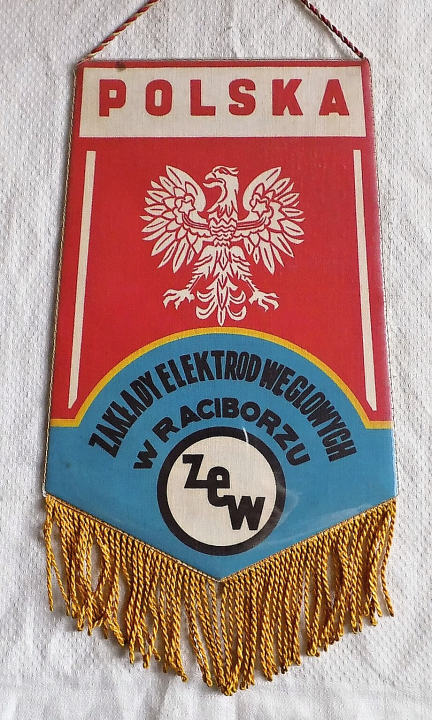 POLSKA
ZAKŁADY ELEKTROD WĘGLOWYCH
W RACIBORZU
zew